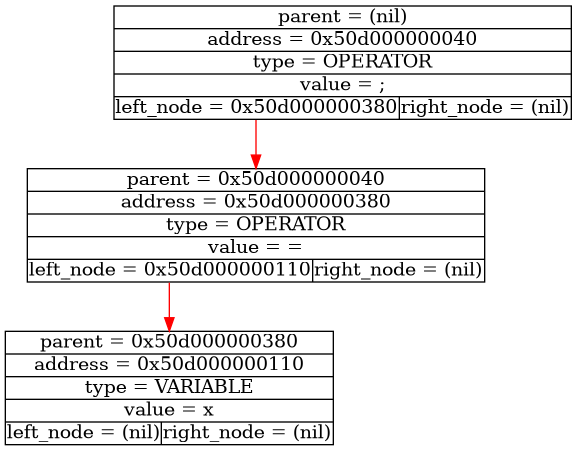 parent = (nil)
address = 0x50d000000040
type = OPERATOR
value = ;
left_node = 0x50d000000380 right_node = (nil)
parent = 0x50d000000040
address = 0x50d000000380
type = OPERATOR
value = =
left_node = 0x50d000000110 right_node = (nil)
parent = 0x50d000000380
address = 0x50d000000110
type = VARIABLE
value = x
left_node = (nil) right_node = (nil)